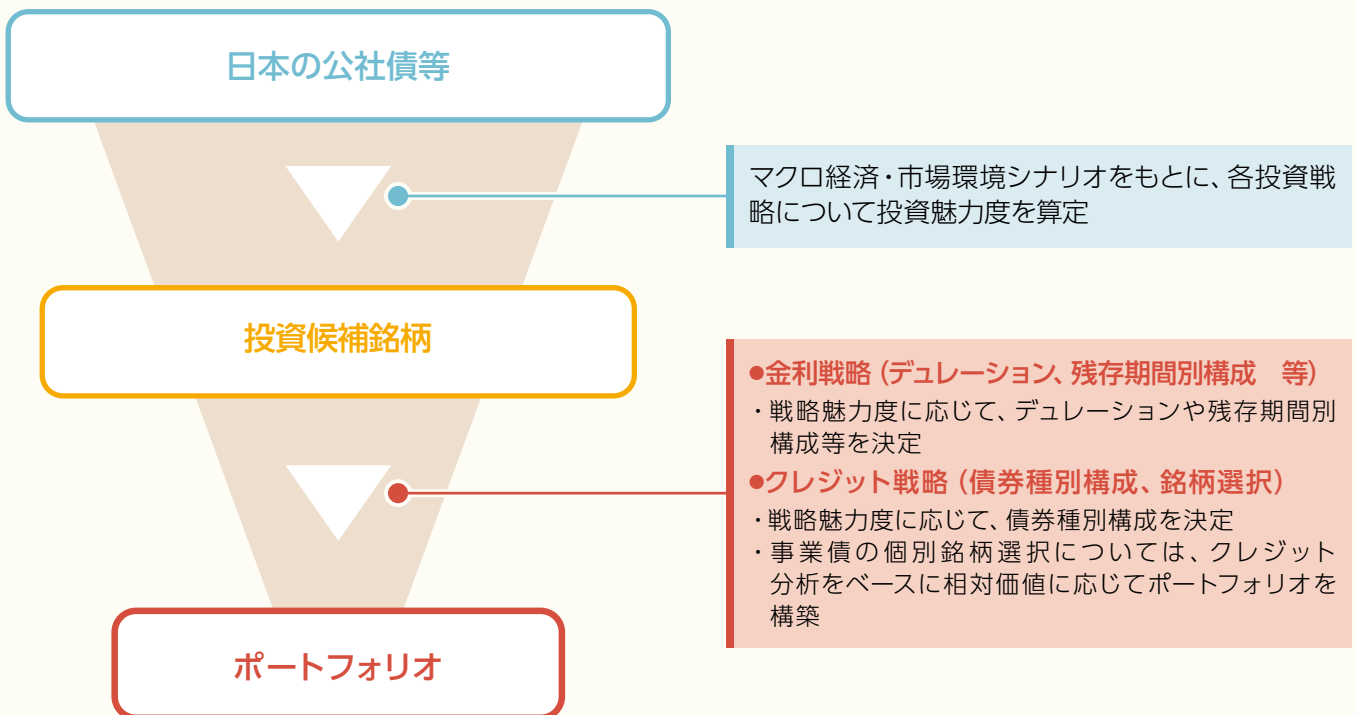 日本の公社債等
マクロ経済・市場環境シナリオをもとに、各投資戦
略について投資魅力度を算定
投資候補銘柄
●金利戦略（デュレーション、残存期間別構成　等）
・戦略魅力度に応じて、デュレーションや残存期間別
構成等を決定
●クレジット戦略（債券種別構成、銘柄選択）
・戦略魅力度に応じて、債券種別構成を決定
・事業債の個別銘柄選択については、クレジット
分析をベースに相対価値に応じてポートフォリオを
構築
ポートフォリオ